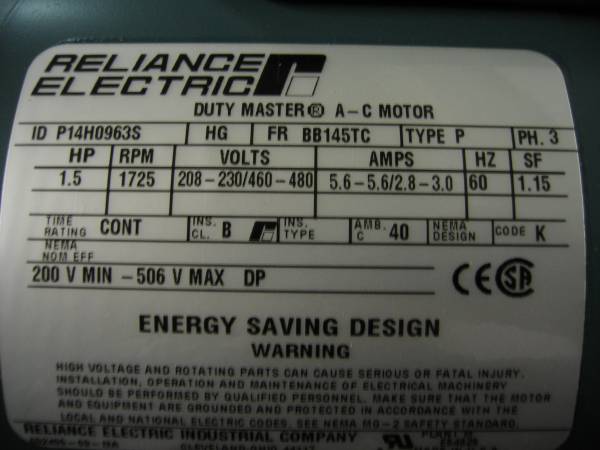 RELIANCE
ELECTRIC
DUTY MASTER® A-C MOTOR
ID P14H0963S HG FR BB145TC TYPE P PH. 3
HP RPM VOLTS AMPS HZ SF
1.5 1725 208-230/460-480 5.6-5.6/2.8-3.0 60 1.15
TIME RATING CONT INS. CL. B INS. TYPE AMB. C 40 NEMA DESIGN CODE K
NEMA
NOM EFF
200 V MIN -506 V MAX DP
CE SA
ENERGY SAVING DESIGN
WARNING
HIGH VOLTAGE AND ROTATING PARTS CAN CAUSE SERIOUS OR FATAL INJURY.
INSTALLATION, OPERATION AND MAINTENANCE OF ELECTRICAL MACHINERY
SHOULD BE PERFORMED BY QUALIFIED PERSONNEL. MAKE SURE THAT THE MOTOR
AND EQUIPMENT ARE GROUNDED AND PROTECTED IN ACCORDANCE WITH THE
LOCAL AND NATIONAL ELECTRIC CODES. SEE NEMA MG-2 SAFETY STANDARD.
RELIANCE ELECTRIC INDUSTRIAL COMPANY